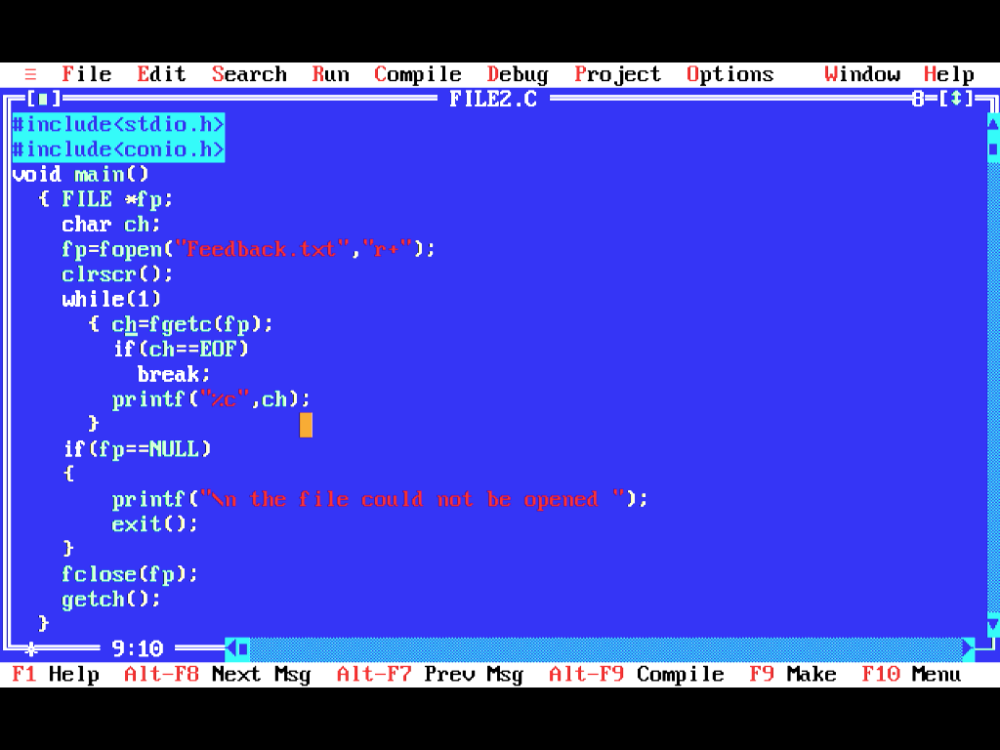 ≡ File Edit Search Run Compile Debug Project Options Window Help
[■] FILE2.C 8=[↕]
#include<stdio.h>
#include<conio.h>
void main()
{ FILE *fp;
char ch;
fp=fopen("Feedback.txt","r+");
clrscr();
while(1)
{ ch=fgetc(fp);
if(ch==EOF)
break;
printf("%c",ch);
}
if(fp==NULL)
{
printf("\n the file could not be opened ");
exit();
}
fclose(fp);
getch();
}
* 9:10
F1 Help Alt-F8 Next Msg Alt-F7 Prev Msg Alt-F9 Compile F9 Make F10 Menu